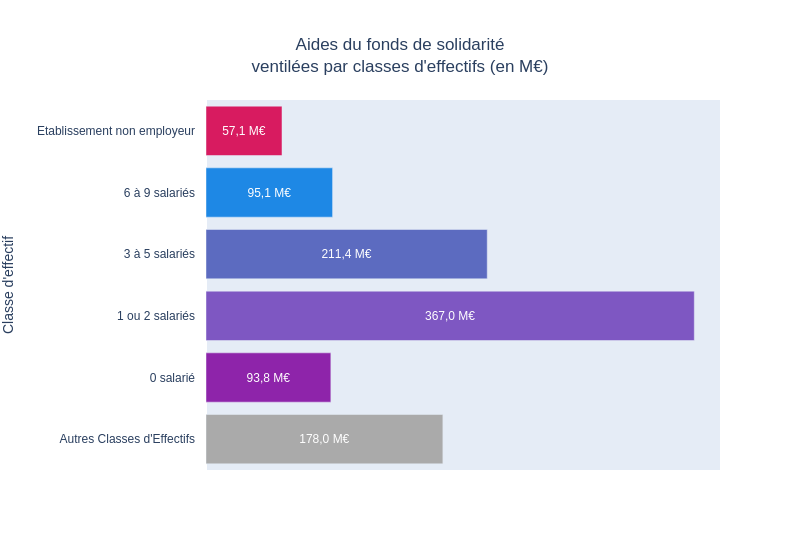 Aides du fonds de solidarité
ventilées par classes d'effectifs (en M€)
Classe d'effectif
Etablissement non employeur
57,1 M€
6 à 9 salariés
95,1 M€
3 à 5 salariés
211,4 M€
1 ou 2 salariés
367,0 M€
0 salarié
93,8 M€
Autres Classes d'Effectifs
178,0 M€